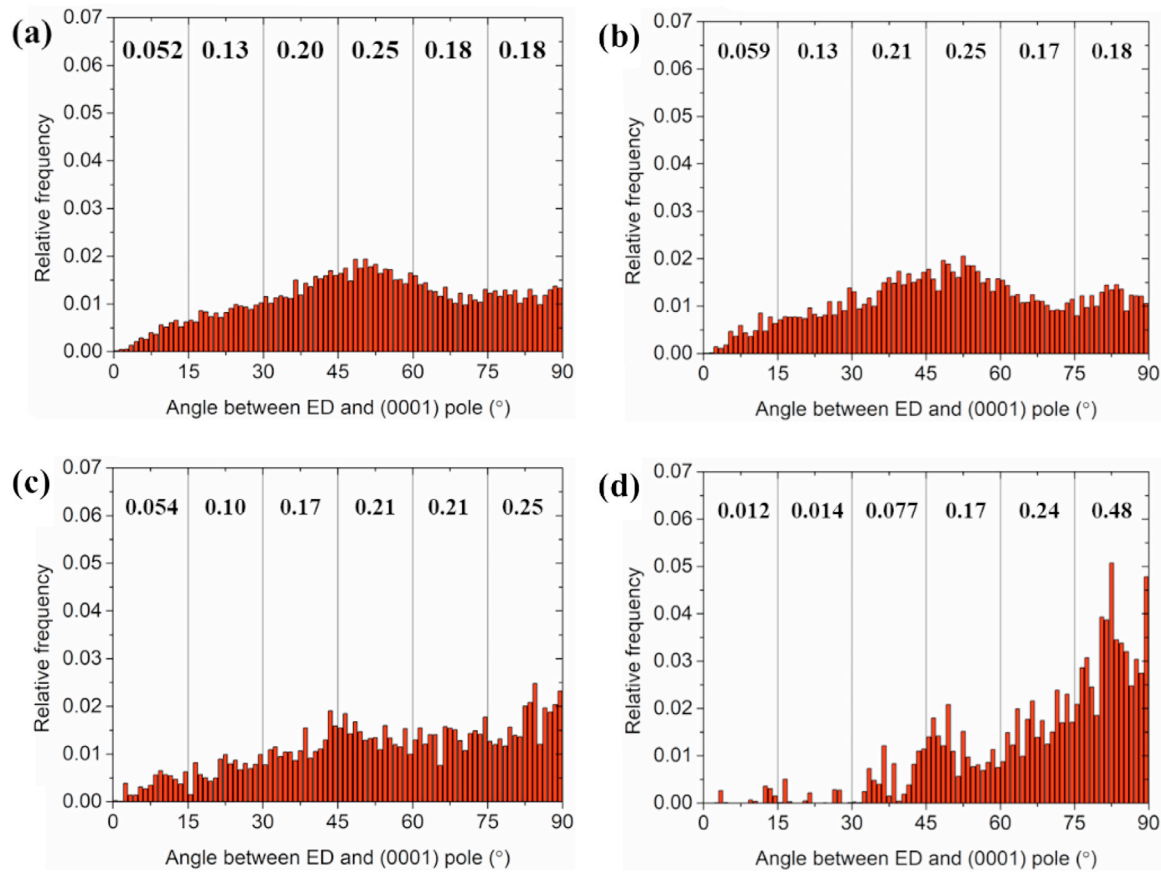 (a)
0.07
0.052 0.13 0.20 0.25 0.18 0.18
0.06
0.05
0.04
0.03
0.02
0.01
0.00
Relative frequency
0 15 30 45 60 75 90
Angle between ED and (0001) pole (°)
(b)
0.07
0.059 0.13 0.21 0.25 0.17 0.18
0.06
0.05
0.04
0.03
0.02
0.01
0.00
Relative frequency
0 15 30 45 60 75 90
Angle between ED and (0001) pole (°)
(c)
0.07
0.054 0.10 0.17 0.21 0.21 0.25
0.06
0.05
0.04
0.03
0.02
0.01
0.00
Relative frequency
0 15 30 45 60 75 90
Angle between ED and (0001) pole (°)
(d)
0.07
0.012 0.014 0.077 0.17 0.24 0.48
0.06
0.05
0.04
0.03
0.02
0.01
0.00
Relative frequency
0 15 30 45 60 75 90
Angle between ED and (0001) pole (°)